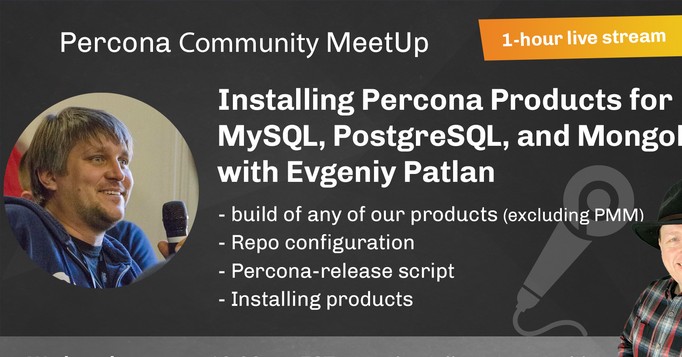 Percona Community MeetUp
1-hour live stream
Installing Percona Products for
MySQL, PostgreSQL, and
with Evgeniy Patlan
- build of any of our products (excluding PMM)
- Repo configuration
- Percona-release script
- Installing products